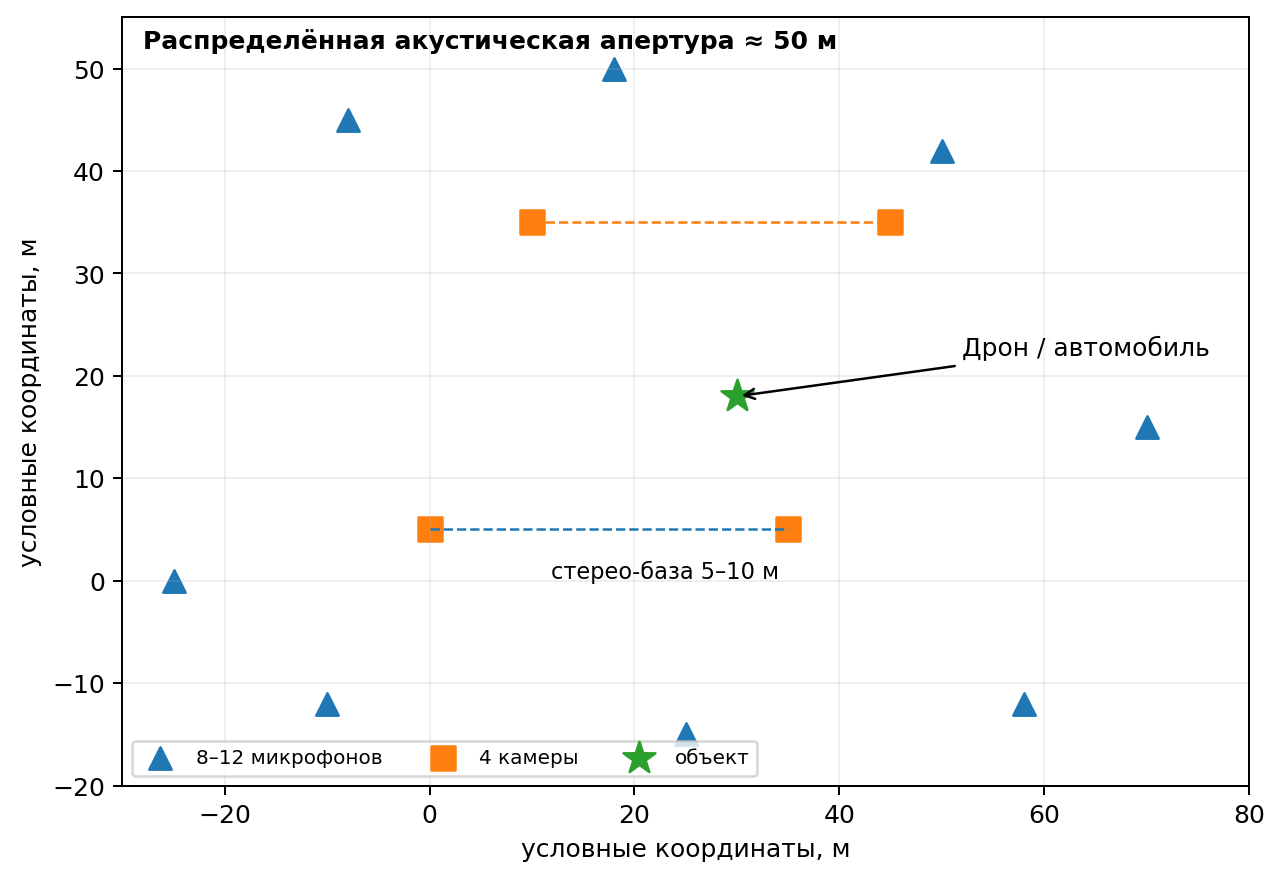 Распределённая акустическая апертура ≈ 50 м
50
40
30
20
10
0
−10
−20
условные координаты, м
Дрон / автомобиль
стерео-база 5–10 м
8–12 микрофонов
4 камеры
объект
−20
0
20
40
60
80
условные координаты, м